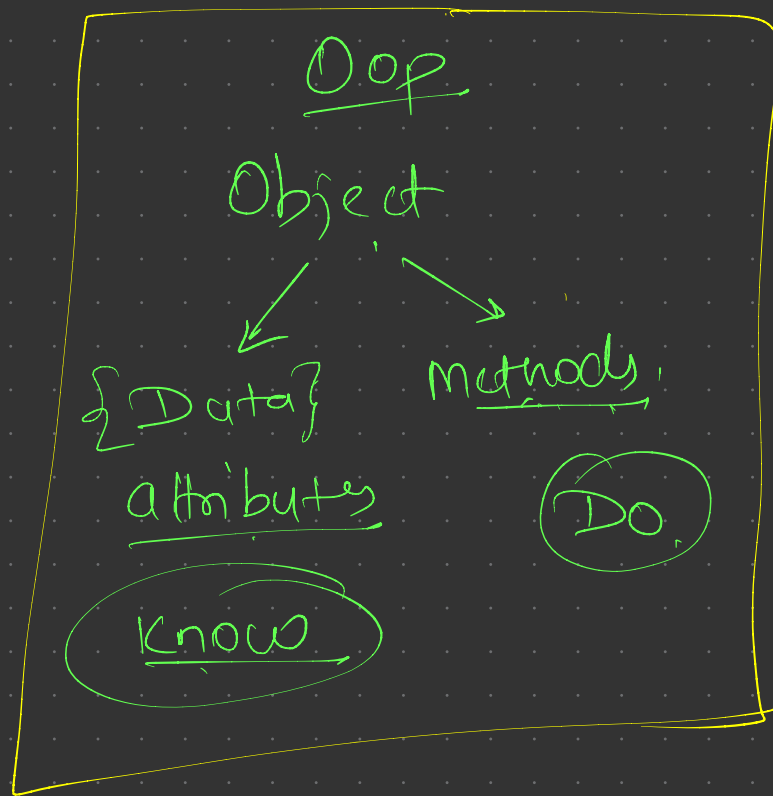 Oop
Object
{Data}
Methods.
attributes
DO.
Know